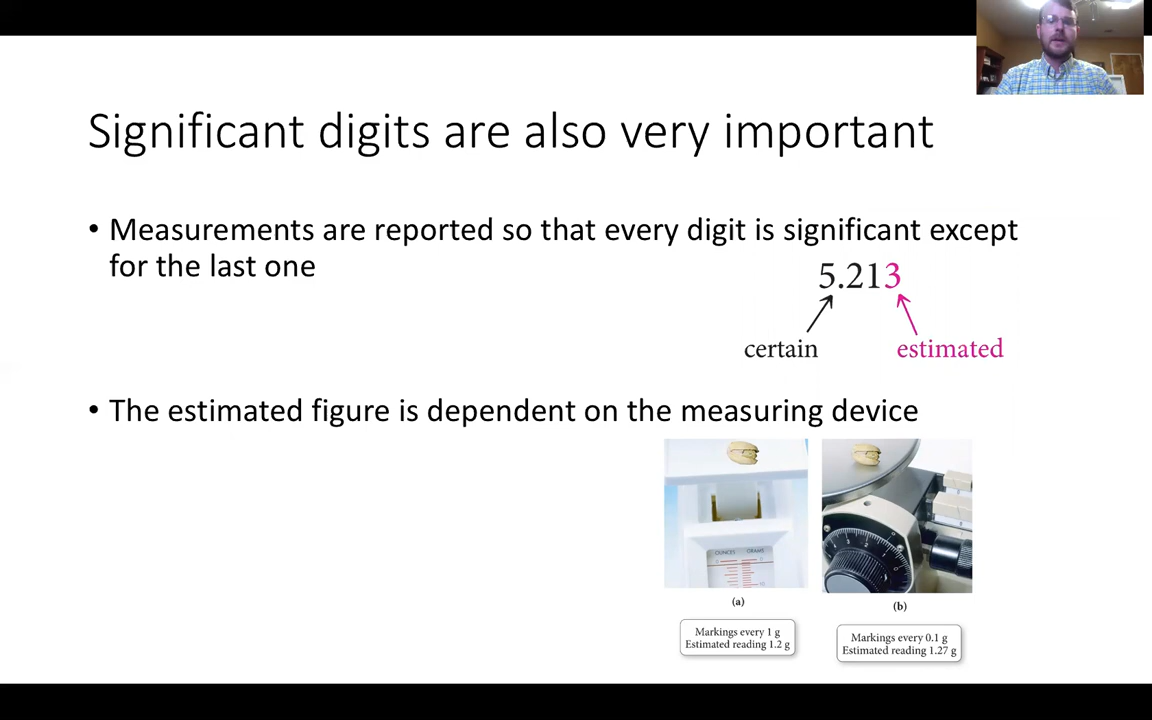 Significant digits are also very important
• Measurements are reported so that every digit is significant except
for the last one
5.213
certain
estimated
• The estimated figure is dependent on the measuring device
OUNCES GRAMS
(a)
(b)
Markings every 1 g
Estimated reading 1.2 g
Markings every 0.1 g
Estimated reading 1.27 g